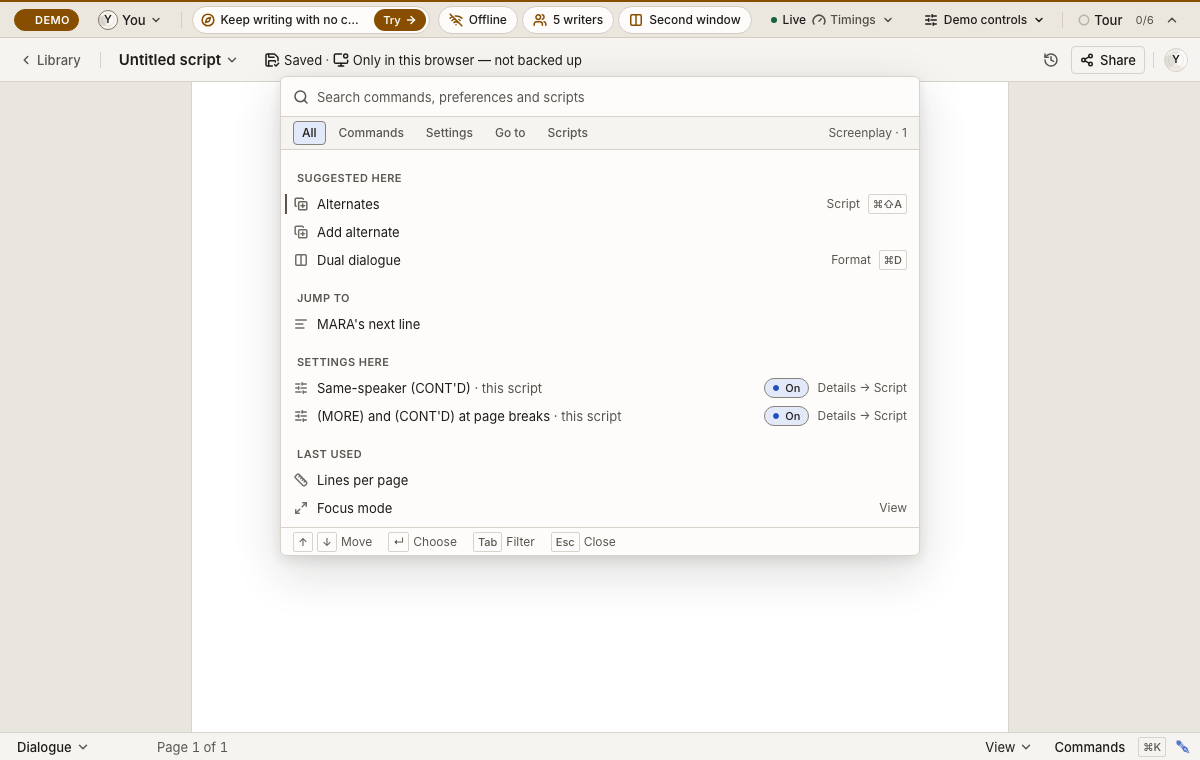 DEMO Y You Keep writing with no c... Try → Offline 5 writers Second window Live Timings Demo controls Tour 0/6
Library Untitled script Saved · Only in this browser — not backed up Share Y
Search commands, preferences and scripts
All Commands Settings Go to Scripts Screenplay · 1
SUGGESTED HERE
Alternates Script ⌘⇧A
Add alternate
Dual dialogue Format ⌘D
JUMP TO
MARA's next line
SETTINGS HERE
Same-speaker (CONT'D) · this script On Details → Script
(MORE) and (CONT'D) at page breaks · this script On Details → Script
LAST USED
Lines per page
Focus mode View
↑ ↓ Move ↵ Choose Tab Filter Esc Close
Dialogue Page 1 of 1 View Commands ⌘K